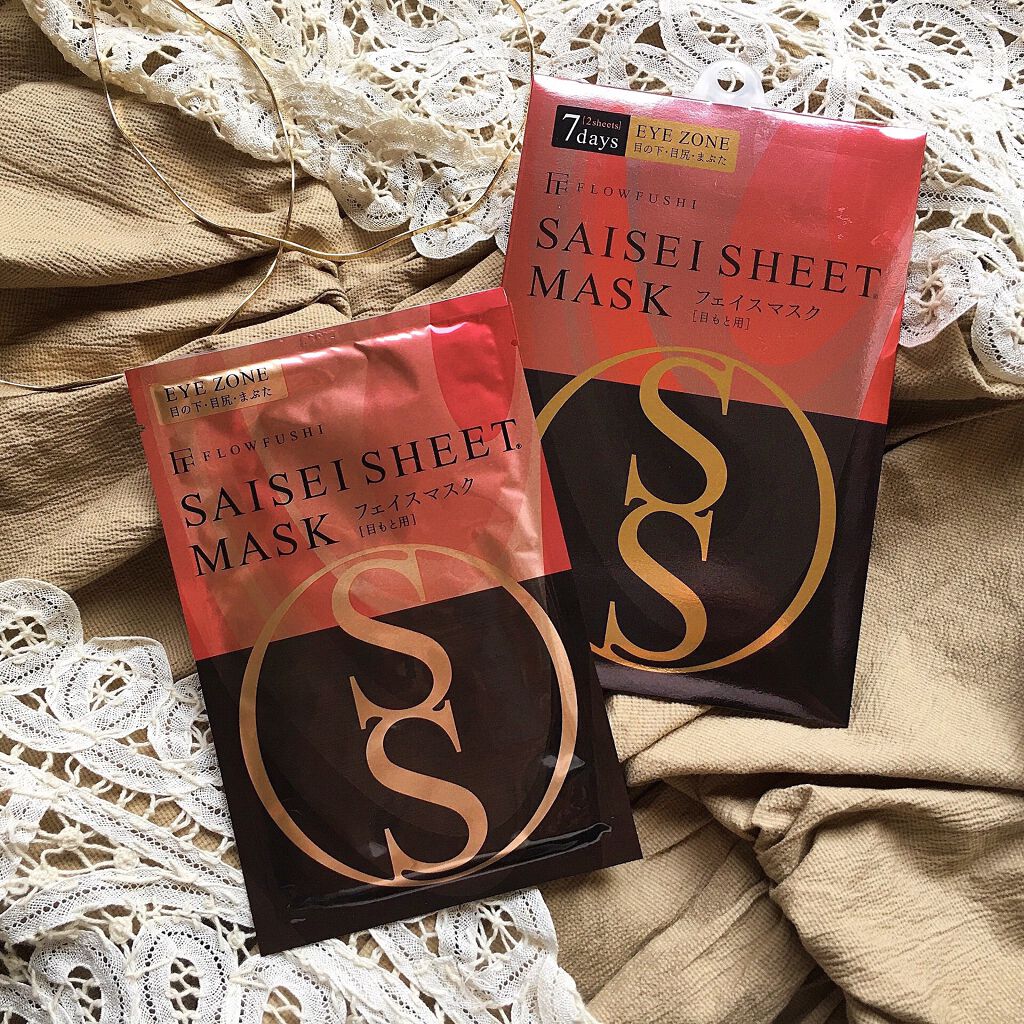 7days
[2sheets]
EYE ZONE
目の下・目尻・まぶた
FLOWFUSHI
SAISEI SHEET
MASK フェイスマスク
[目もと用]
SS
EYE ZONE
目の下・目尻・まぶた
FLOWFUSHI
SAISEI SHEET®
MASK フェイスマスク
[目もと用]
SS